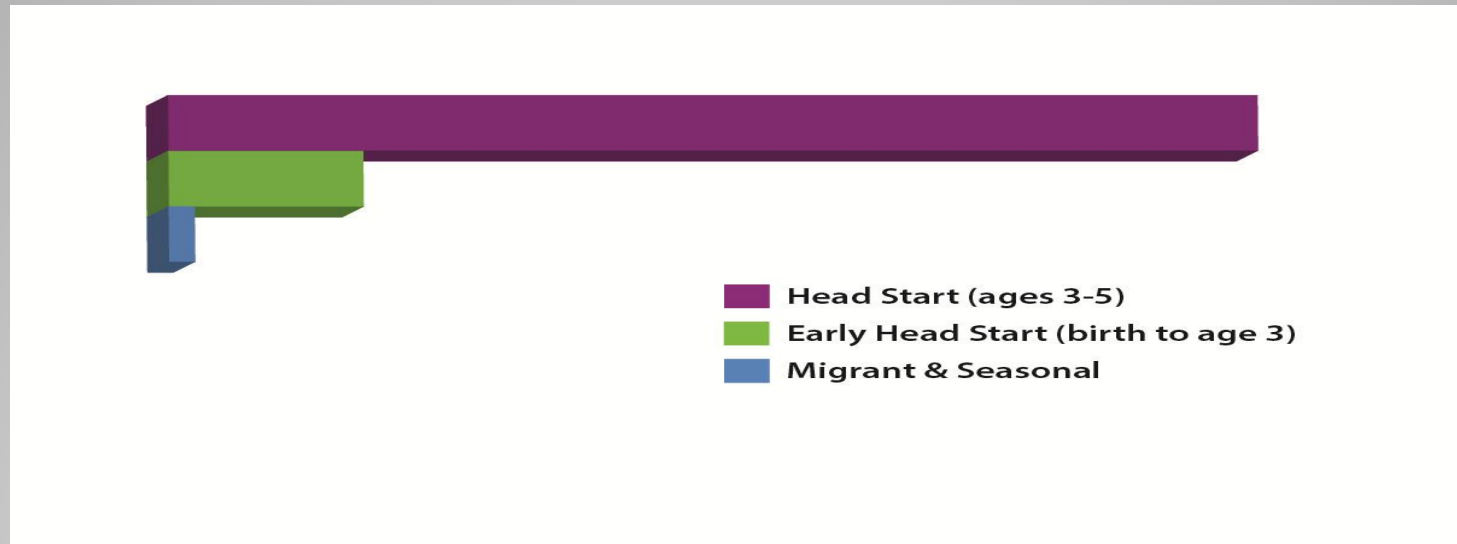 Head Start (ages 3-5)
Early Head Start (birth to age 3)
Migrant & Seasonal